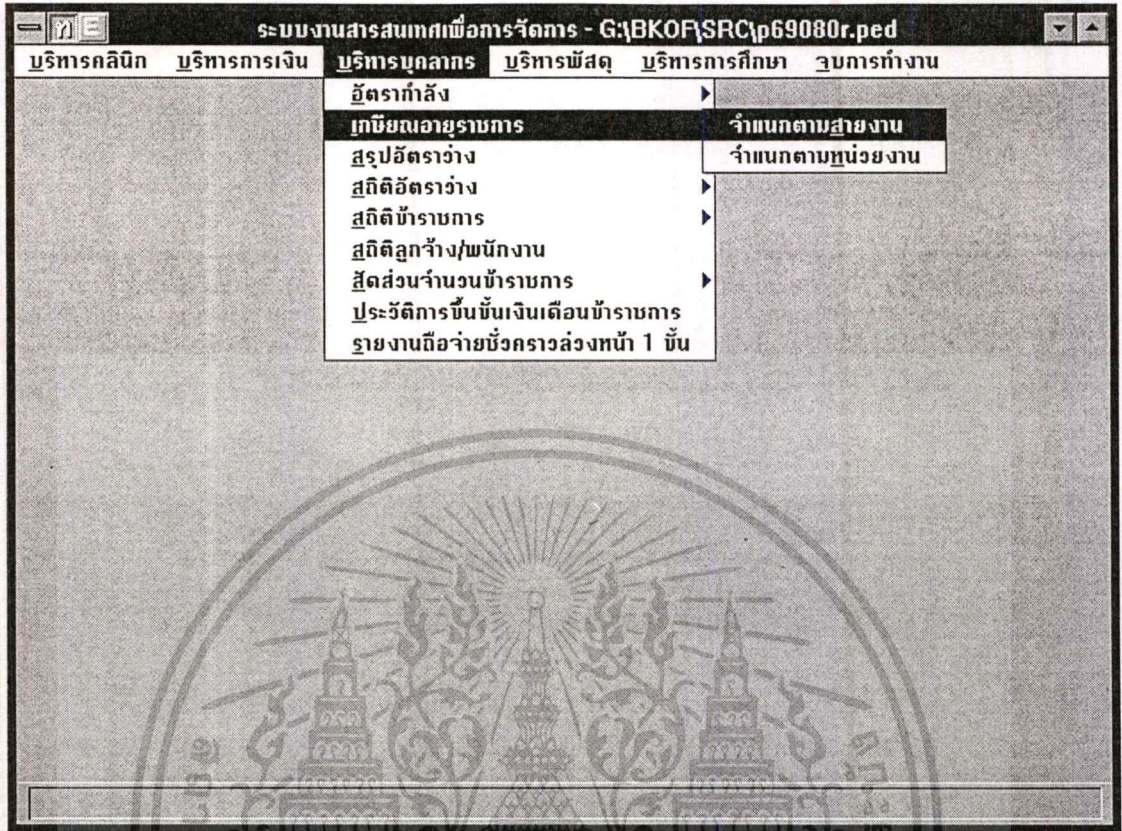 ระบบงานสารสนเทศเพื่อการจัดการ - G:\BKOF\SRC\p69080r.ped
บริหารคลินิก บริหารการเงิน บริหารบุคลากร บริหารพัสดุ บริหารการศึกษา จบการทำงาน
อัตรากำลัง
เกษียณอายุราชการ
จำแนกตามสายงาน
สรุปอัตราว่าง
จำแนกตามหน่วยงาน
สถิติอัตราว่าง
สถิติข้าราชการ
สถิติลูกจ้าง/พนักงาน
สัดส่วนจำนวนข้าราชการ
ประวัติการขึ้นขั้นเงินเดือนข้าราชการ
รายงานถือจ่ายชั่วคราวล่วงหน้า 1 ขั้น